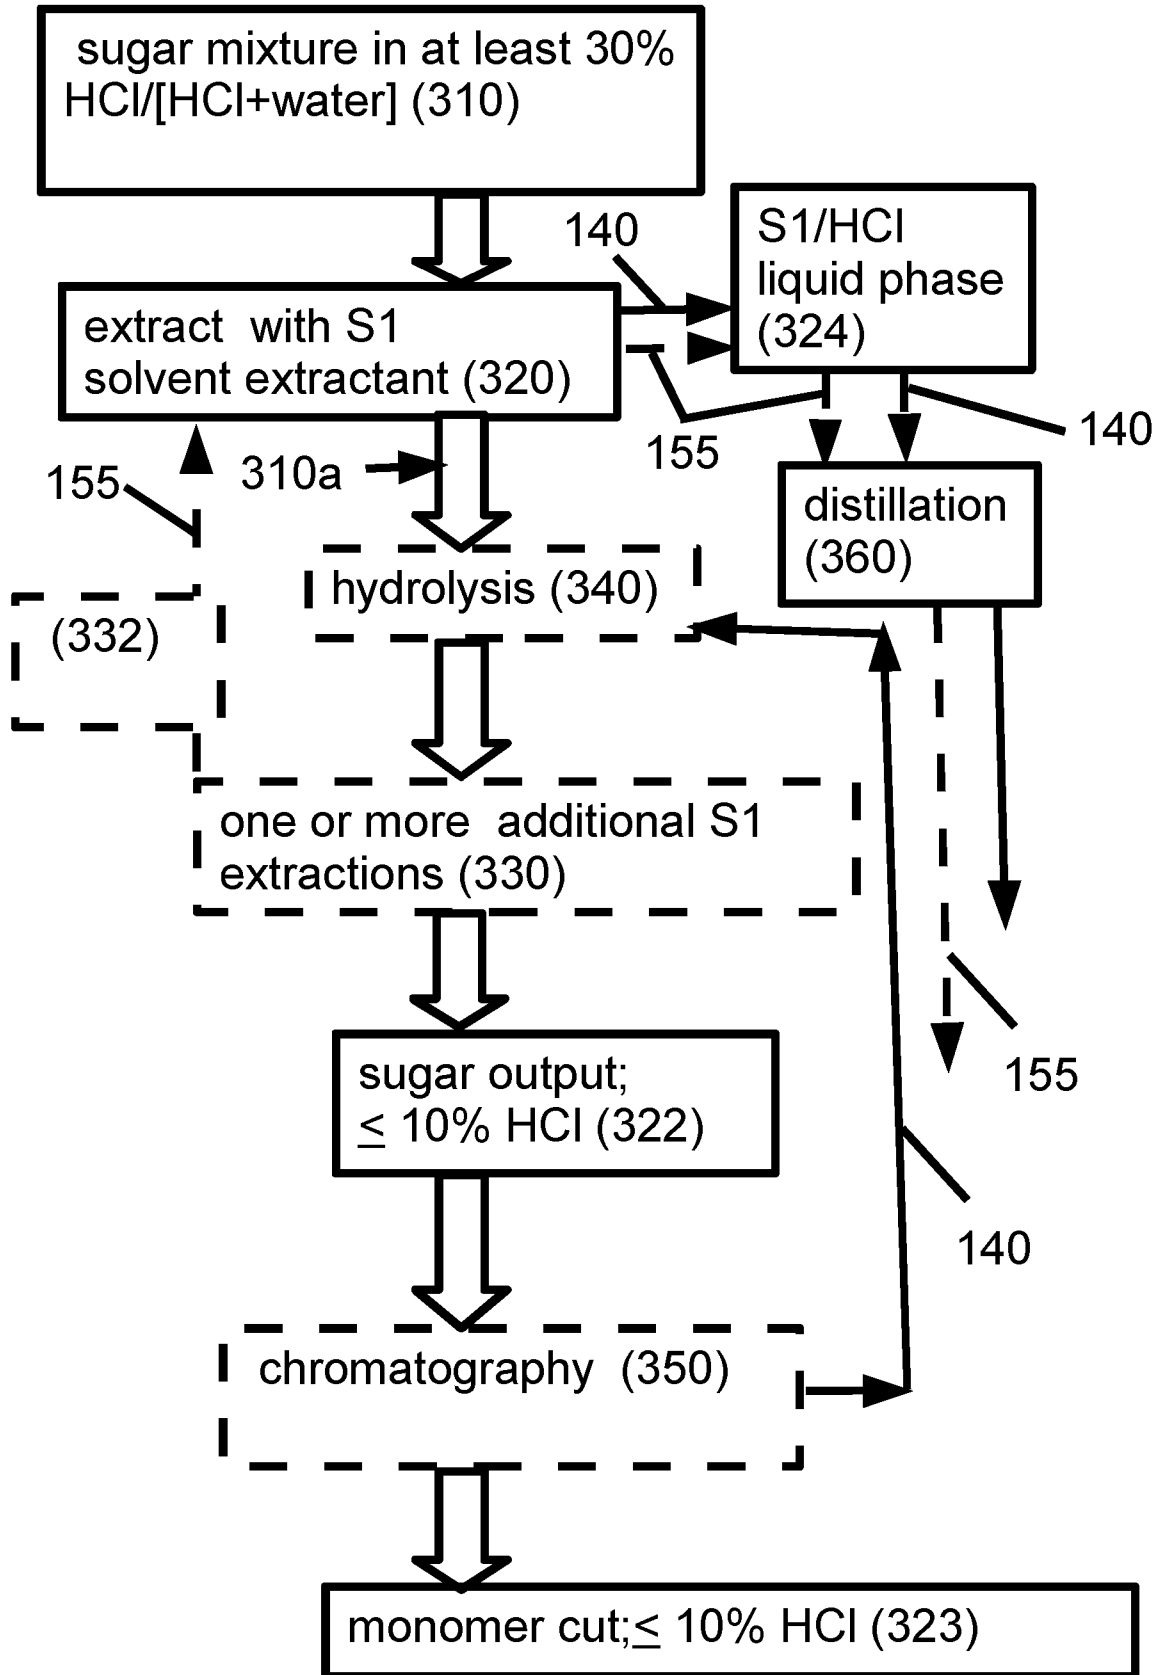 sugar mixture in at least 30%
HCl/[HCl+water] (310)
140
S1/HCl
liquid phase
(324)
extract with S1
solvent extractant (320)
155
140
310a
155
distillation
(360)
hydrolysis (340)
(332)
one or more additional S1
extractions (330)
155
sugar output;
≤ 10% HCl (322)
140
chromatography (350)
monomer cut;≤ 10% HCl (323)